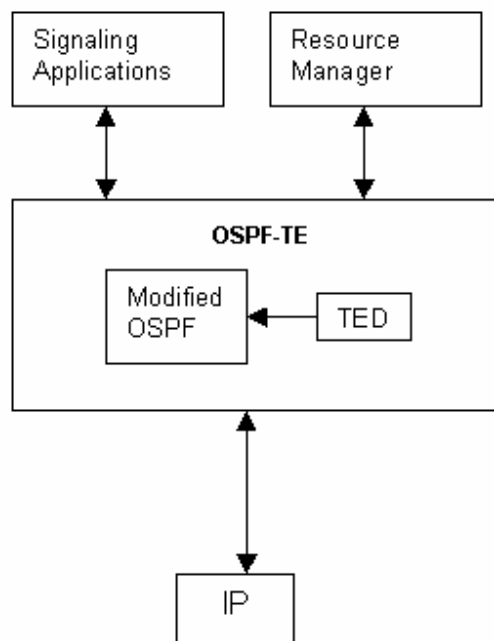 Signaling
Applications
Resource
Manager
OSPF-TE
Modified
OSPF
TED
IP